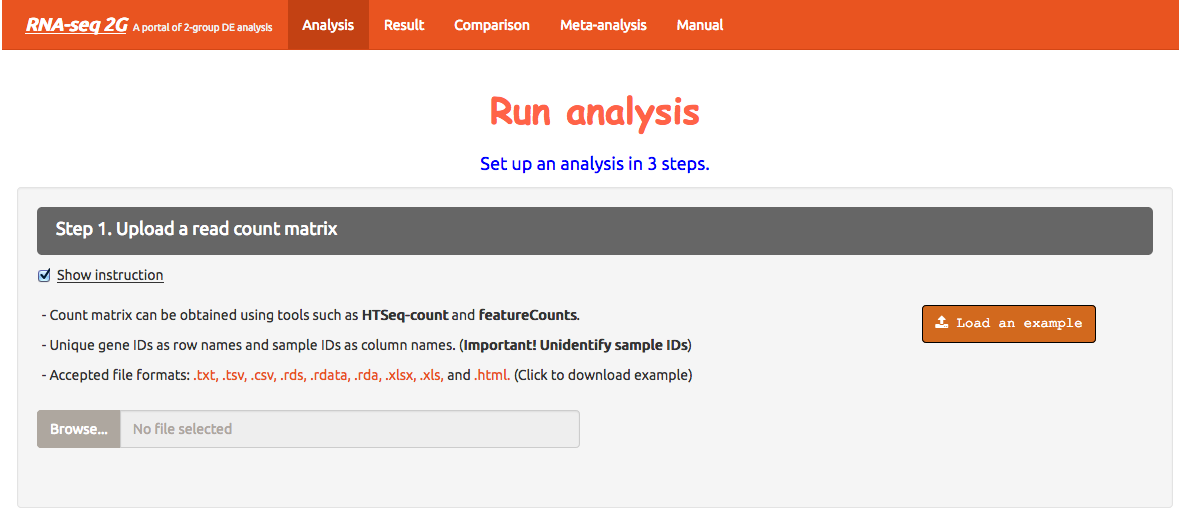 RNA-seq 2G A portal of 2-group DE analysis Analysis Result Comparison Meta-analysis Manual
Run analysis
Set up an analysis in 3 steps.
Step 1. Upload a read count matrix
Show instruction
- Count matrix can be obtained using tools such as HTSeq-count and featureCounts.
Load an example
- Unique gene IDs as row names and sample IDs as column names. (Important! Unidentify sample IDs)
- Accepted file formats: .txt, .tsv, .csv, .rds, .rdata, .rda, .xlsx, .xls, and .html. (Click to download example)
Browse... No file selected